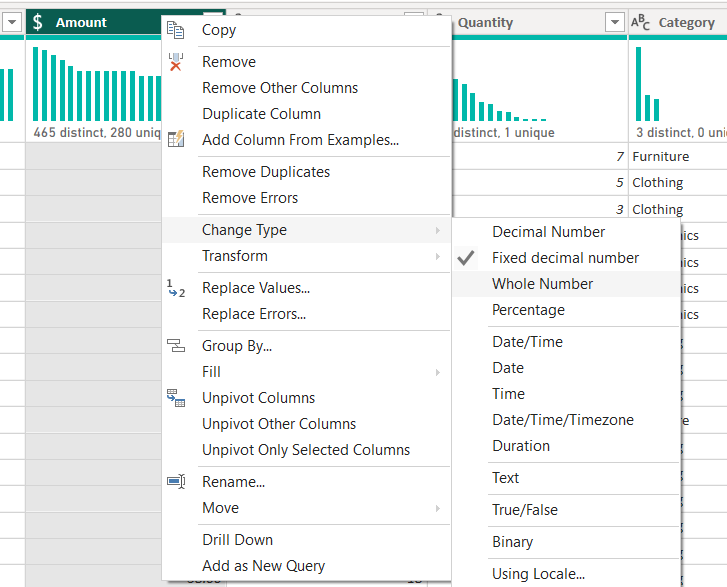 $ Amount
Quantity
ABC Category
465 distinct, 280 uniq
distinct, 1 unique
3 distinct, 0 uni
7 Furniture
5 Clothing
3 Clothing
ics
ics
ics
ics
Copy
Remove
Remove Other Columns
Duplicate Column
Add Column From Examples...
Remove Duplicates
Remove Errors
Change Type
Transform
1 2 Replace Values...
Replace Errors...
Group By...
Fill
Unpivot Columns
Unpivot Other Columns
Unpivot Only Selected Columns
Rename...
Move
Drill Down
Add as New Query
Decimal Number
Fixed decimal number
Whole Number
Percentage
Date/Time
Date
Time
Date/Time/Timezone
Duration
Text
True/False
Binary
Using Locale...